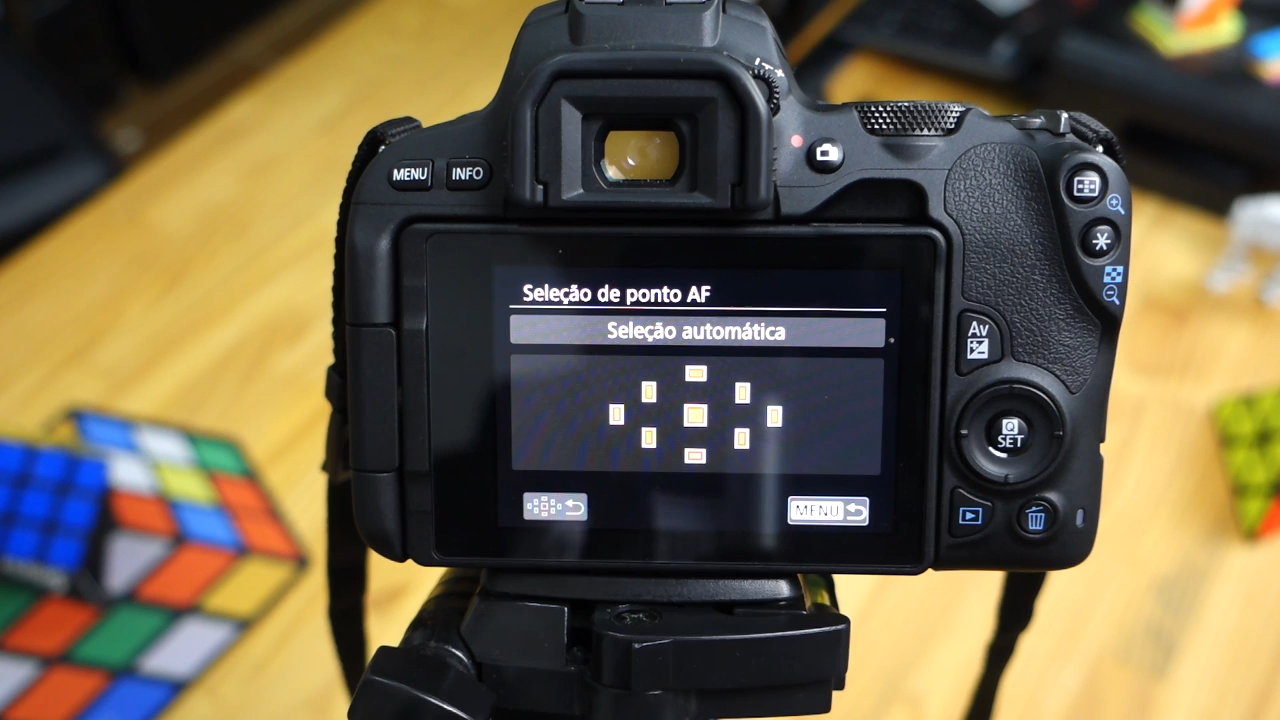 MENU INFO
Seleção de ponto AF
Seleção automática
Av
Q
SET
MENU